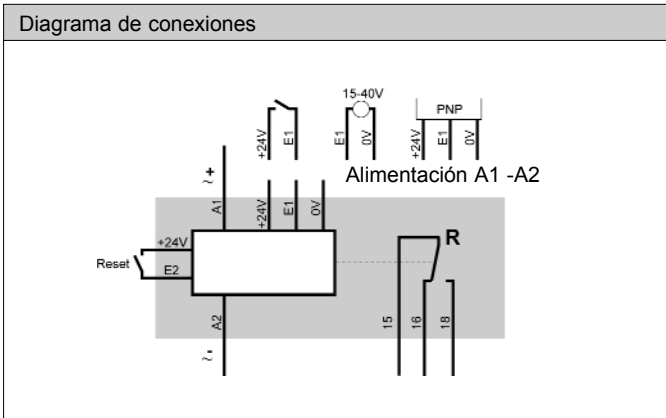 Diagrama de conexiones
15-40V
PNP
+24V
E1
E1
0V
+24V
E1
0V
Alimentación A1 -A2
~ +
A1
+24V
E1
0V
R
+24V
Reset
E2
A2
15
16
18
~ -